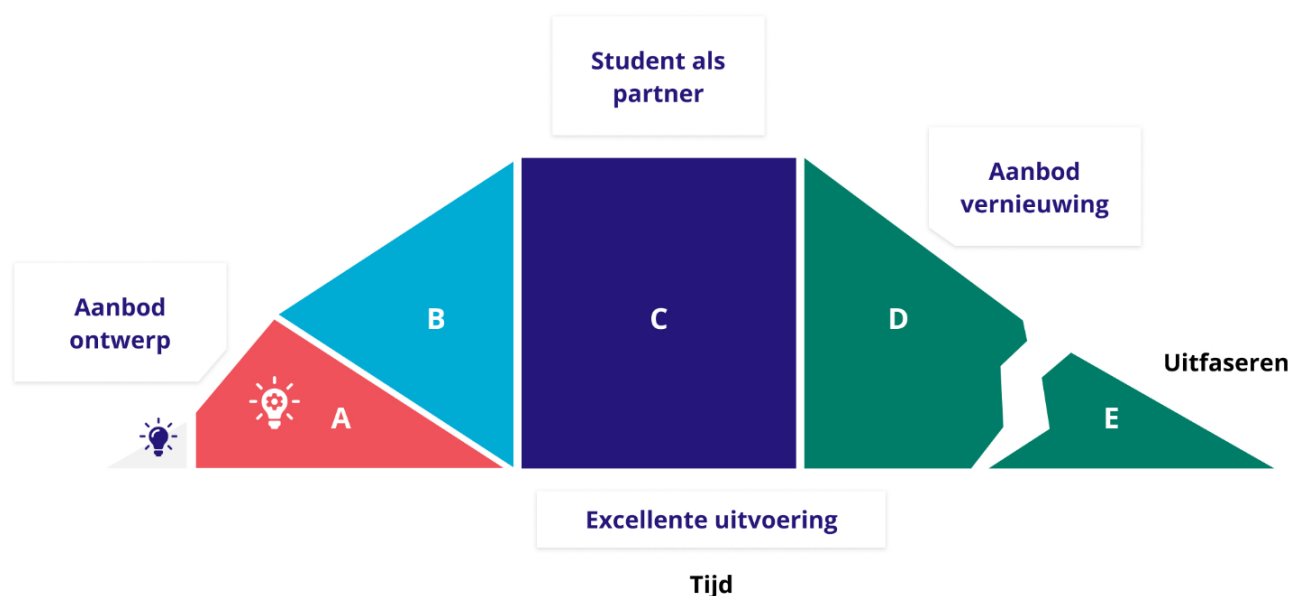 Student als
partner
Aanbod
vernieuwing
Aanbod
ontwerp
A
B
C
D
E
Uitfaseren
Excellente uitvoering
Tijd